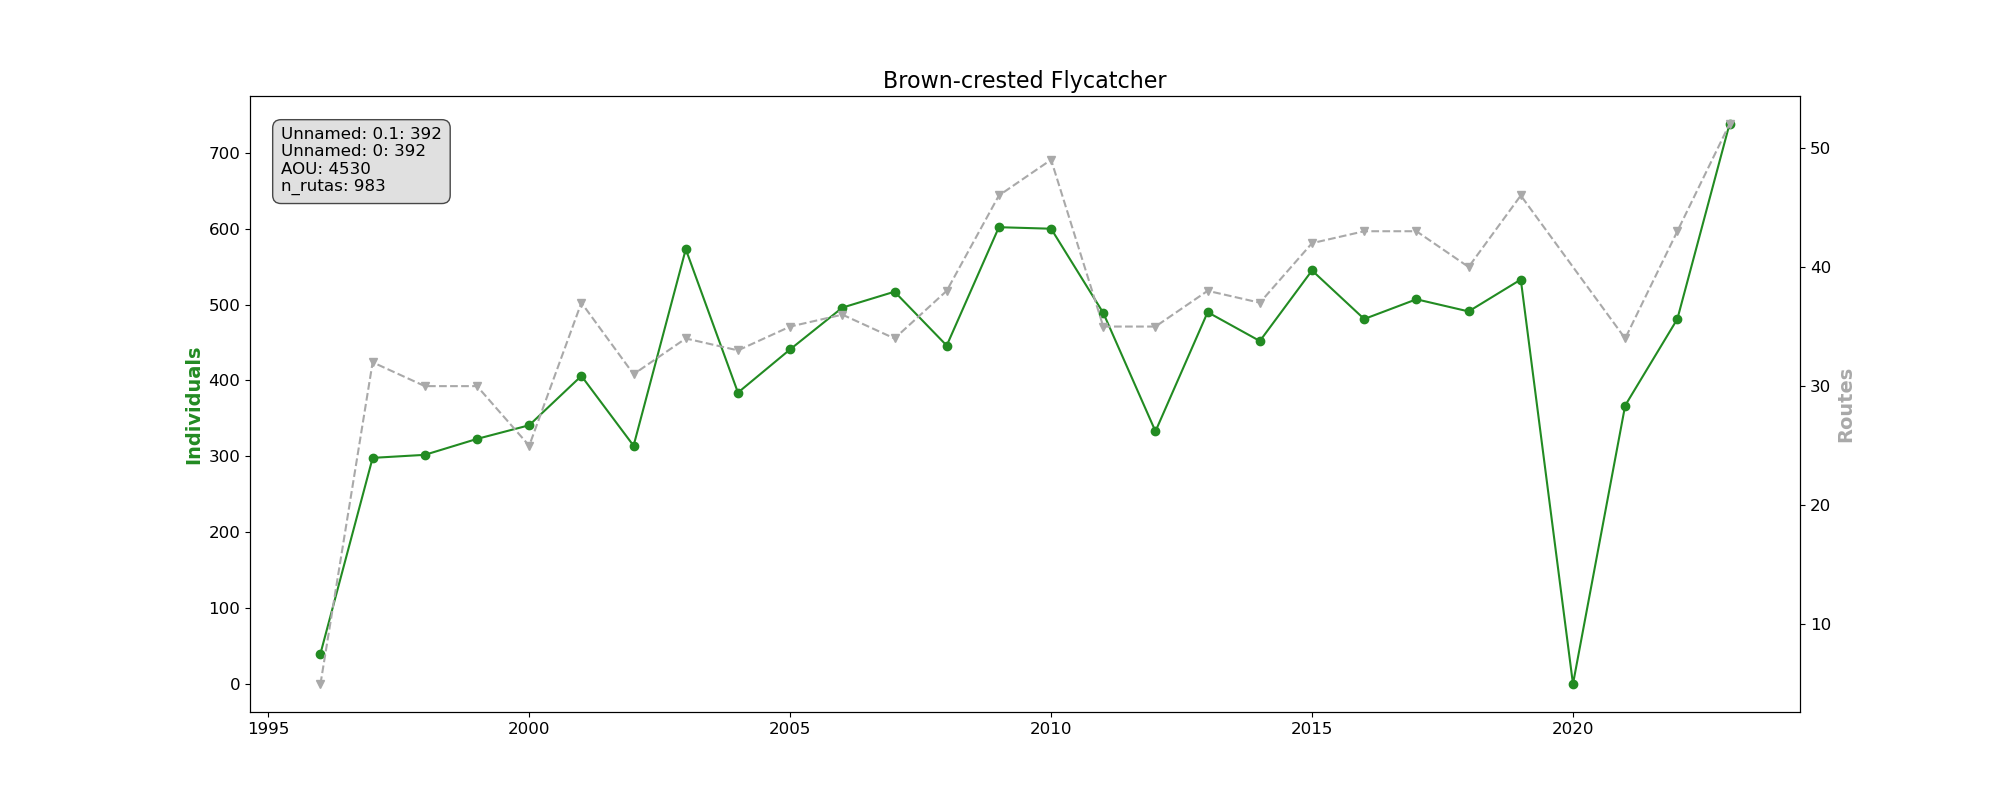 Brown-crested Flycatcher
Unnamed: 0.1: 392
Unnamed: 0: 392
AOU: 4530
n_rutas: 983
Individuals
700
600
500
400
300
200
100
0
50
40
30
20
10
Routes
1995 2000 2005 2010 2015 2020